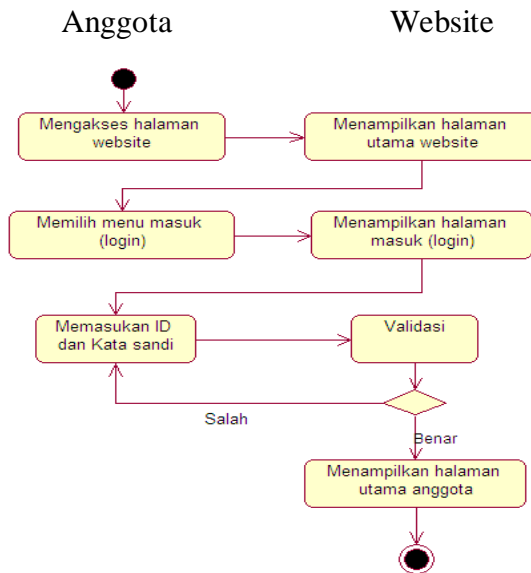 Anggota
Website
Mengakses halaman
website
Menampilkan halaman
utama website
Memilih menu masuk
(login)
Menampilkan halaman
masuk (login)
Memasukan ID
dan Kata sandi
Validasi
Salah
Benar
Menampilkan halaman
utama anggota